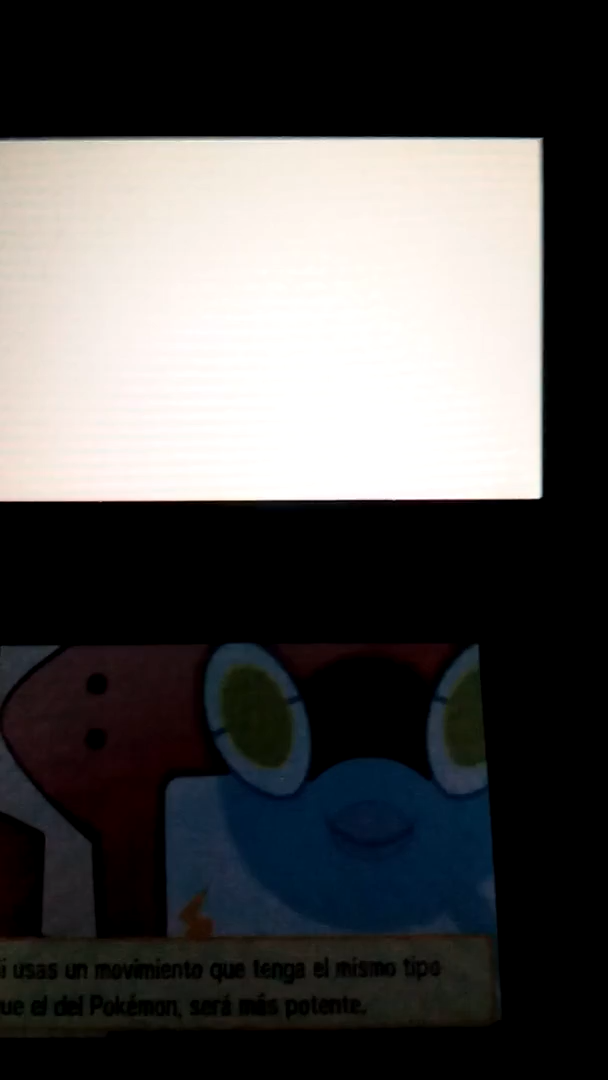 i usas un movimiento que tenga el mismo tipo
ue el del Pokémon, será más potente.